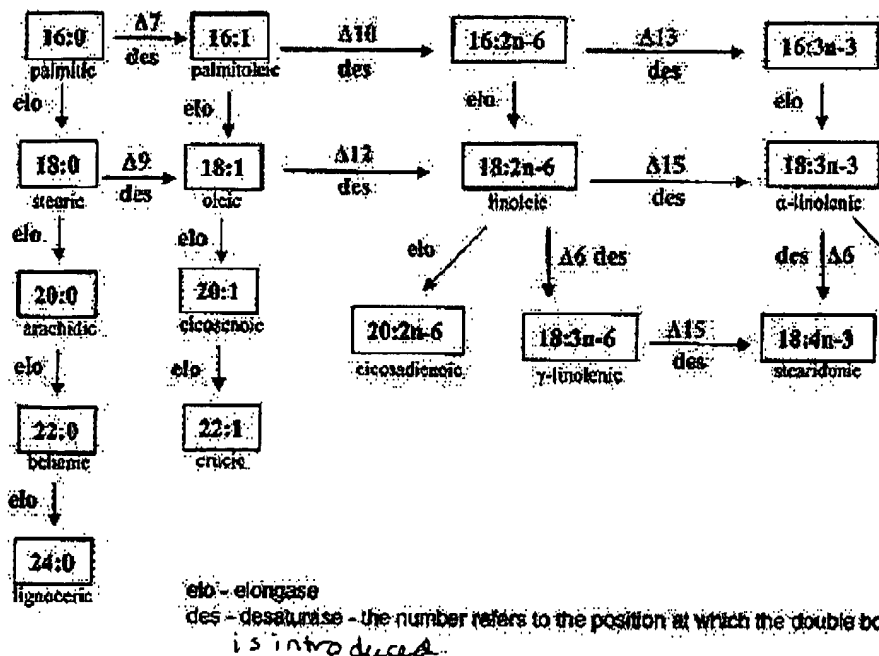 16:0 Δ7 16:1 Δ10 16:2n-6 Δ13 16:3n-3
palmitic des palmitoleic des des
elo elo elo elo
18:0 Δ9 18:1 Δ12 18:2n-6 Δ15 18:3n-3
stearic des oleic des linoleic des α-linolenic
elo elo elo Δ6 des des Δ6
20:0 20:1 20:2n-6 18:3n-6 Δ15 18:4n-3
arachidic eicosenoic eicosadienoic γ-linolenic des stearidonic
elo elo
22:0 22:1
behenic erucic
elo
24:0
lignoceric
elo - elongase
des - desaturase - the number refers to the position at which the double bo
is introduced